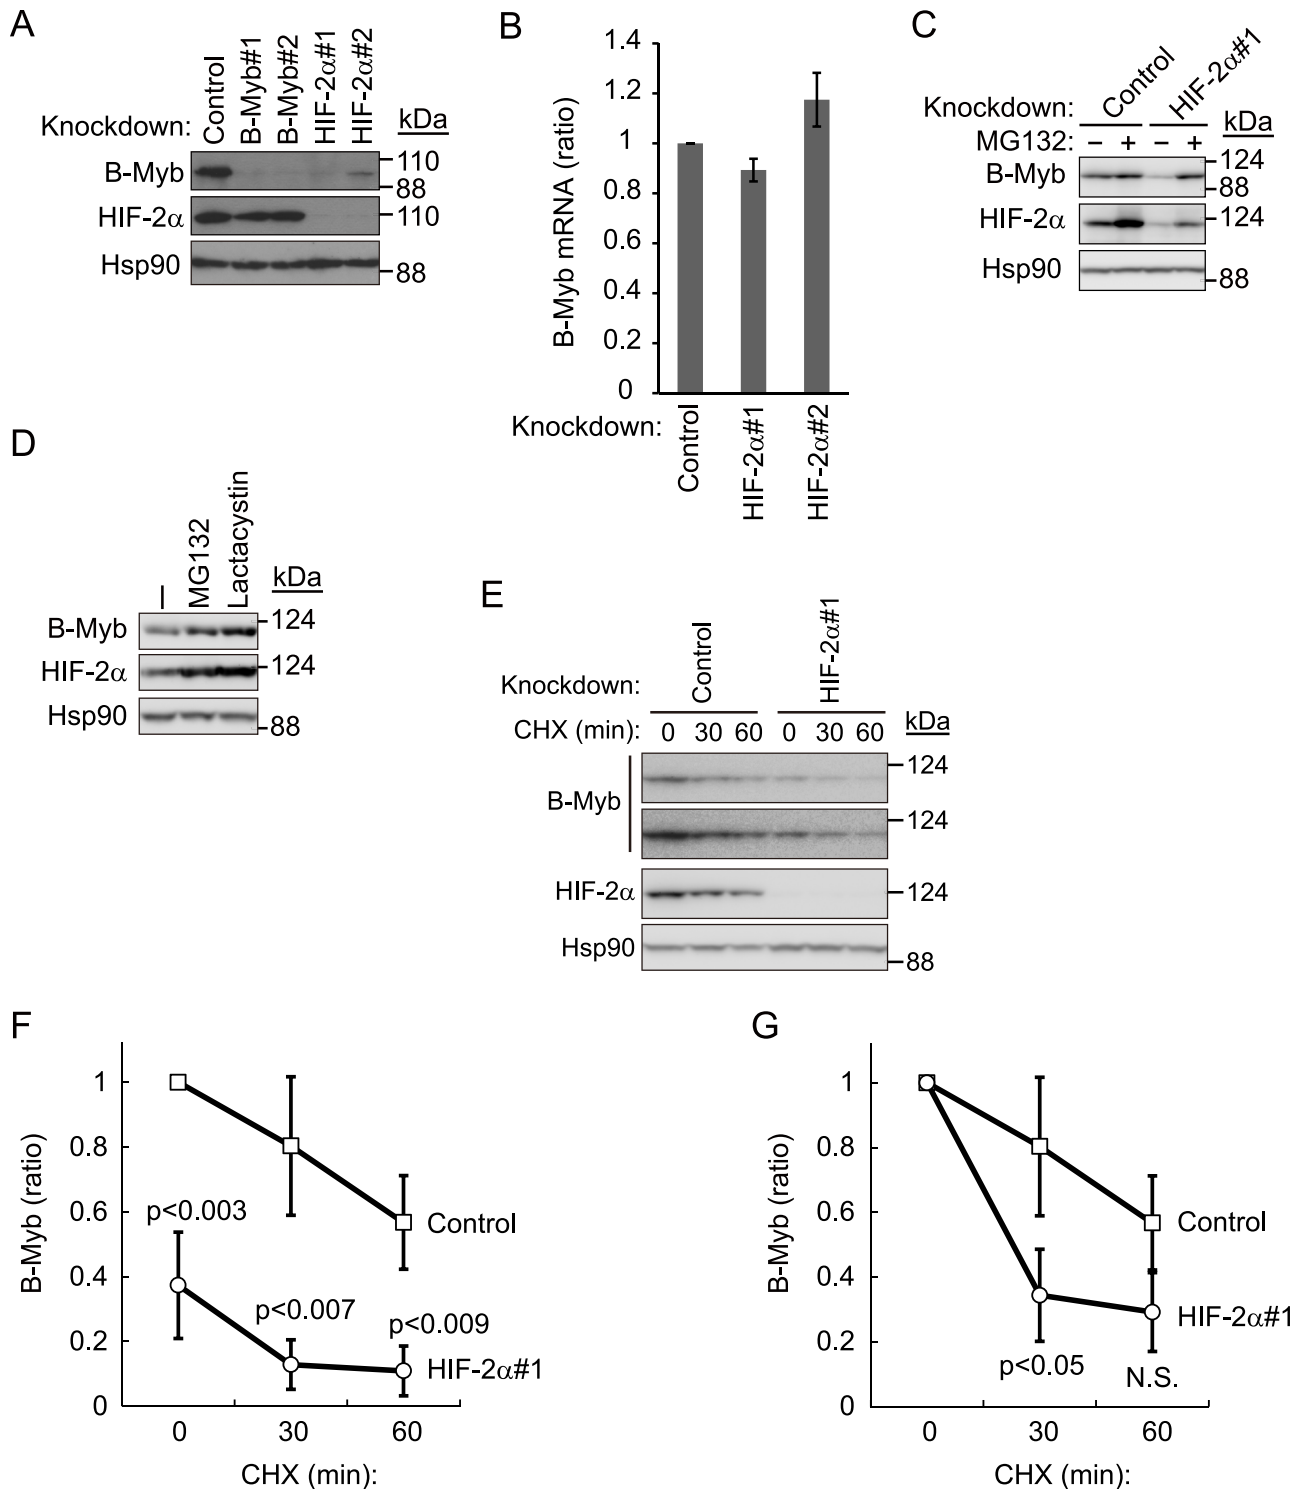 A
Knockdown: Control B-Myb#1 B-Myb#2 HIF-2α#1 HIF-2α#2 kDa
B-Myb 110 88
HIF-2α 110
Hsp90 88
B
B-Myb mRNA (ratio)
1.4
1.2
1
0.8
0.6
0.4
0.2
0
Knockdown: Control HIF-2α#1 HIF-2α#2
C
Knockdown: Control HIF-2α#1
MG132: – + – + kDa
B-Myb 124 88
HIF-2α 124
Hsp90 88
D
– MG132 Lactacystin kDa
B-Myb 124
HIF-2α 124
Hsp90 88
E
Knockdown: Control HIF-2α#1
CHX (min): 0 30 60 0 30 60 kDa
B-Myb 124
124
HIF-2α 124
Hsp90 88
F
B-Myb (ratio)
1
0.8
0.6
0.4
0.2
0
p<0.003
p<0.007
p<0.009
Control
HIF-2α#1
0 30 60
CHX (min):
G
B-Myb (ratio)
1
0.8
0.6
0.4
0.2
0
Control
HIF-2α#1
p<0.05
N.S.
0 30 60
CHX (min):